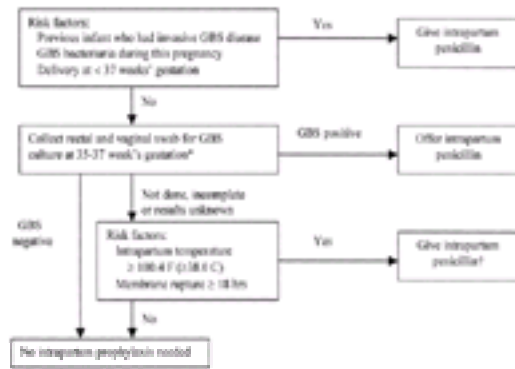 Risk factors:
Previous infant who had invasive GBS disease
GBS bacteriuria during this pregnancy
Delivery at < 37 weeks' gestation
Yes
Give intrapartum
penicillin
No
Collect rectal and vaginal swab for GBS
culture at 35-37 week's gestation*
GBS positive
Offer intrapartum
penicillin
Not done, incomplete
or results unknown
GBS
negative
Risk factors:
Intrapartum temperature
≥ 100.4 F (≥38.0 C)
Membrane rupture ≥ 18 hrs
Yes
Give intrapartum
penicillin†
No
No intrapartum prophylaxis needed